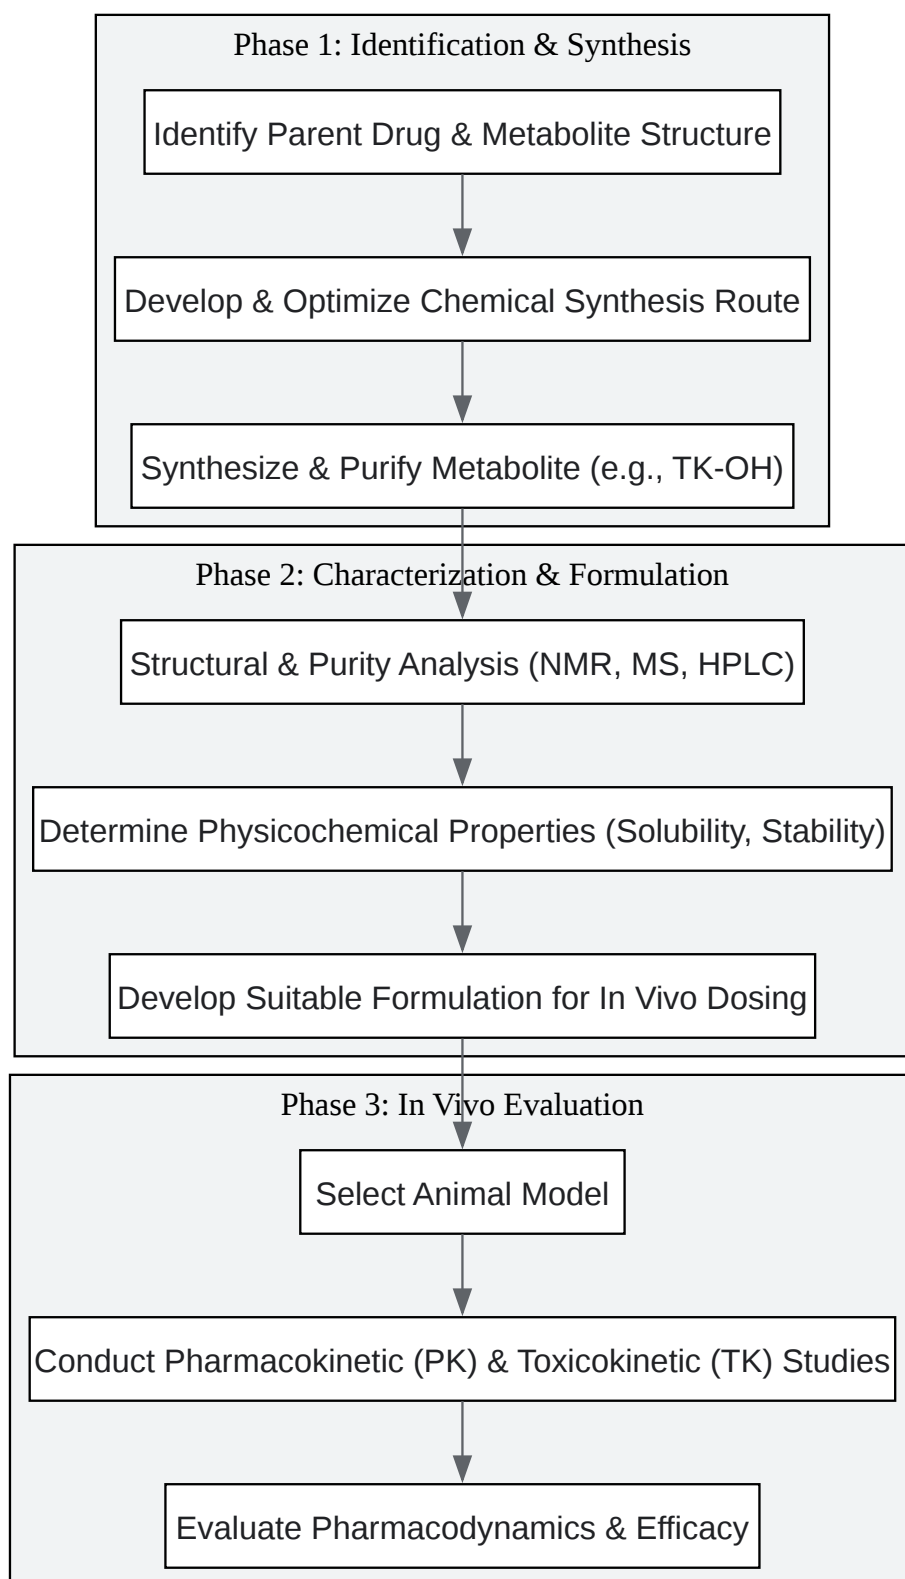 Phase 1: Identification & Synthesis
Identify Parent Drug & Metabolite Structure
Develop & Optimize Chemical Synthesis Route
Synthesize & Purify Metabolite (e.g., TK-OH)
Phase 2: Characterization & Formulation
Structural & Purity Analysis (NMR, MS, HPLC)
Determine Physicochemical Properties (Solubility, Stability)
Develop Suitable Formulation for In Vivo Dosing
Phase 3: In Vivo Evaluation
Select Animal Model
Conduct Pharmacokinetic (PK) & Toxicokinetic (TK) Studies
Evaluate Pharmacodynamics & Efficacy